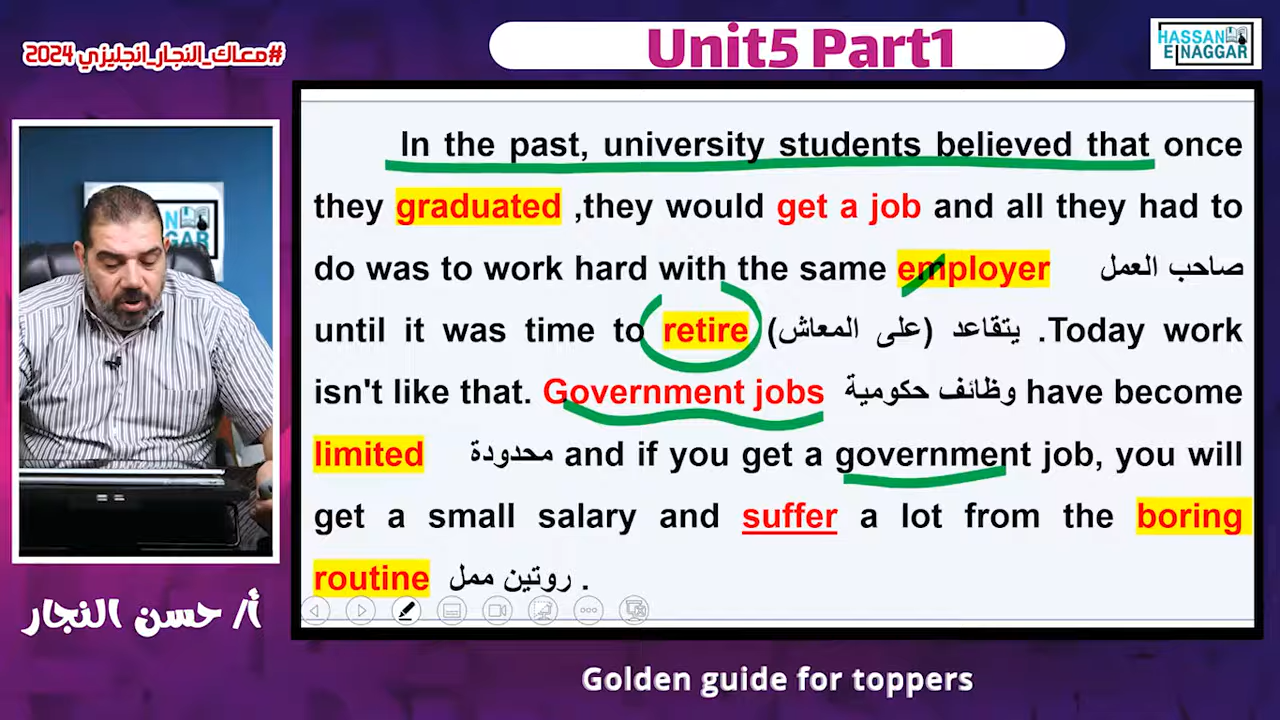 #معاك_النجار_انجليزي 2024
Unit5 Part1
HASSAN
ElNAGGAR
In the past, university students believed that once
they graduated ,they would get a job and all they had to
do was to work hard with the same employer صاحب العمل
until it was time to retire يتقاعد (على المعاش) .Today work
isn't like that. Government jobs وظائف حكومية have become
limited محدودة and if you get a government job, you will
get a small salary and suffer a lot from the boring
routine روتين ممل .
أ/ حسن النجار
Golden guide for toppers